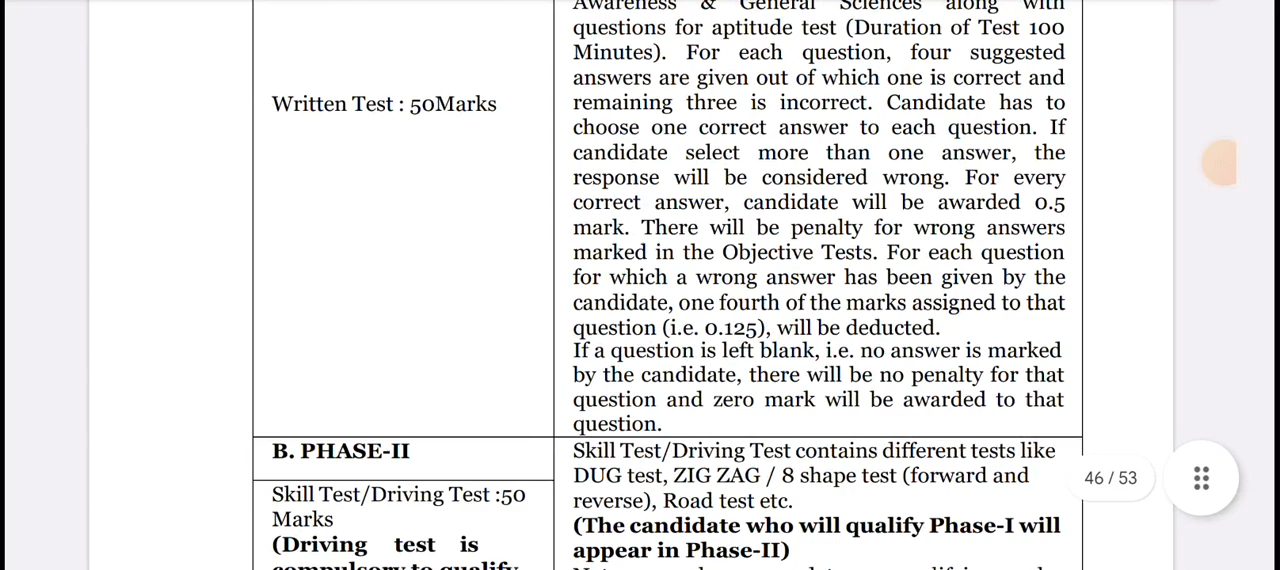 Awareness & General Sciences along with
questions for aptitude test (Duration of Test 100
Minutes). For each question, four suggested
answers are given out of which one is correct and
Written Test : 50Marks
remaining three is incorrect. Candidate has to
choose one correct answer to each question. If
candidate select more than one answer, the
response will be considered wrong. For every
correct answer, candidate will be awarded 0.5
mark. There will be penalty for wrong answers
marked in the Objective Tests. For each question
for which a wrong answer has been given by the
candidate, one fourth of the marks assigned to that
question (i.e. 0.125), will be deducted.
If a question is left blank, i.e. no answer is marked
by the candidate, there will be no penalty for that
question and zero mark will be awarded to that
question.
B. PHASE-II
Skill Test/Driving Test :50
Marks
(Driving test is
compulsory to qualify
Skill Test/Driving Test contains different tests like
DUG test, ZIG ZAG / 8 shape test (forward and
reverse), Road test etc.
(The candidate who will qualify Phase-I will
appear in Phase-II)
46 / 53